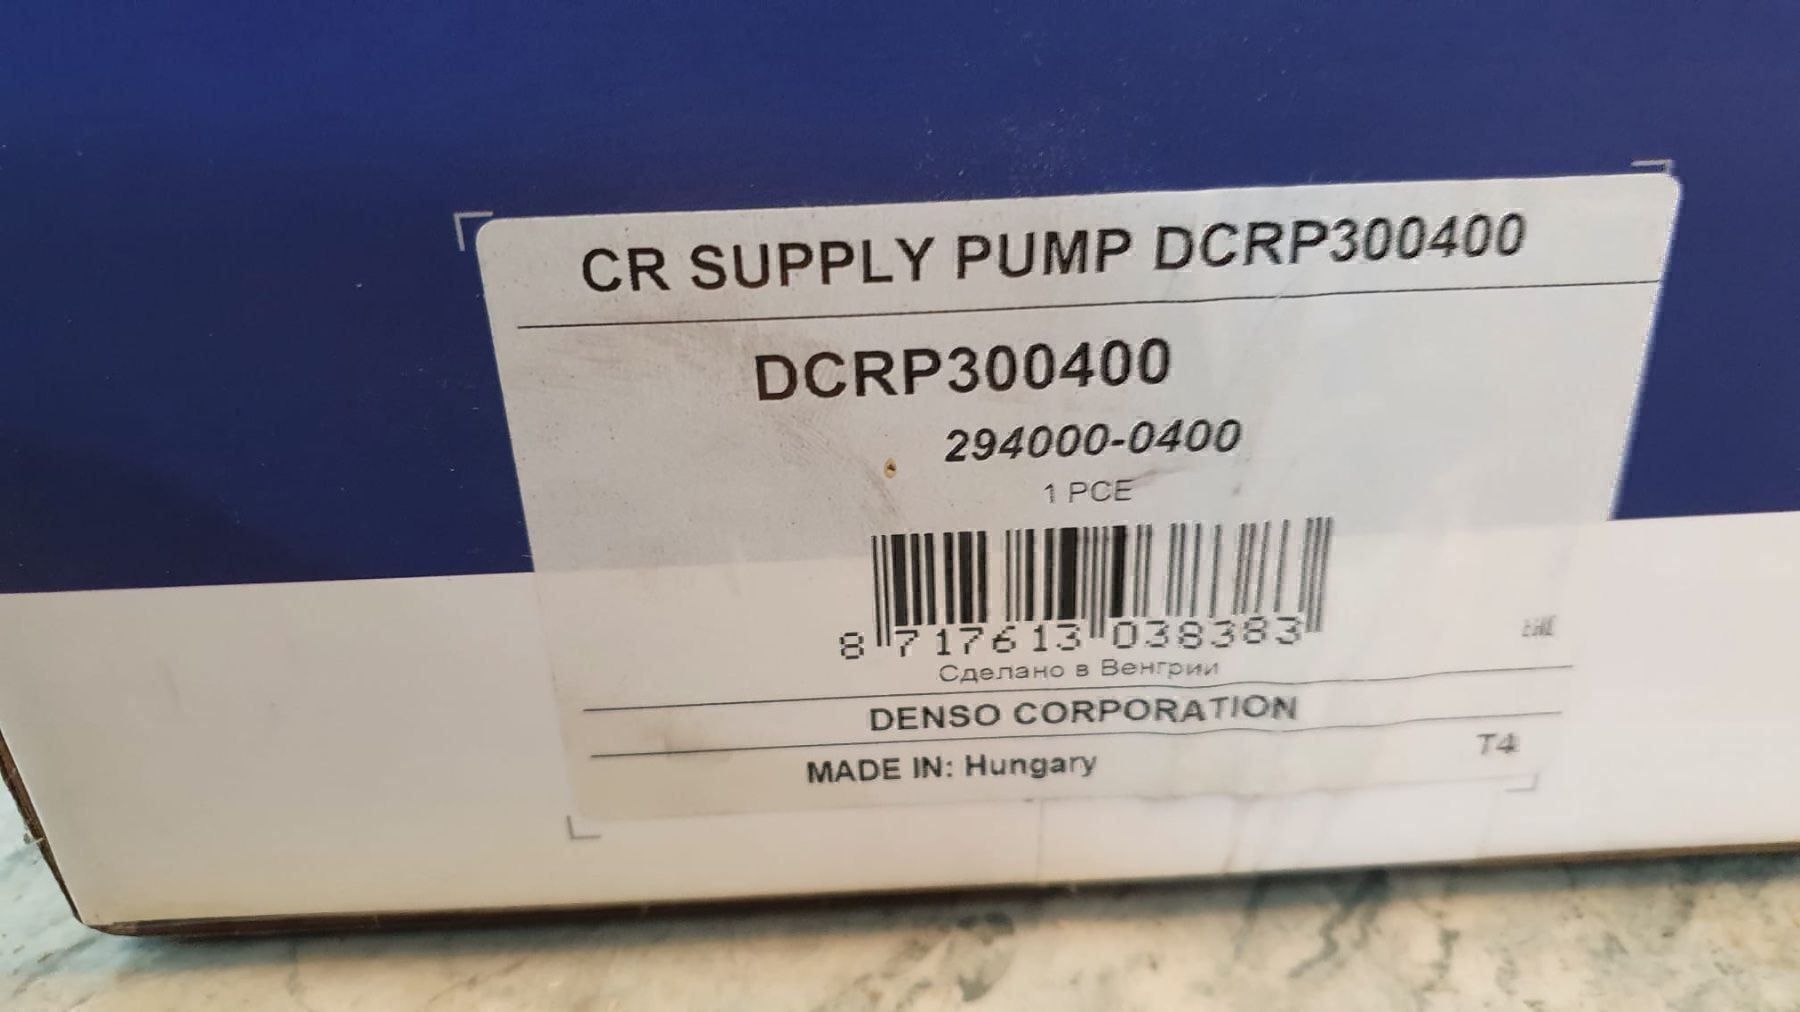 CR SUPPLY PUMP DCRP300400
DCRP300400
294000-0400
1 PCE
8 717613 038383
Сделано в Венгрии
EAC
DENSO CORPORATION
T4
MADE IN: Hungary